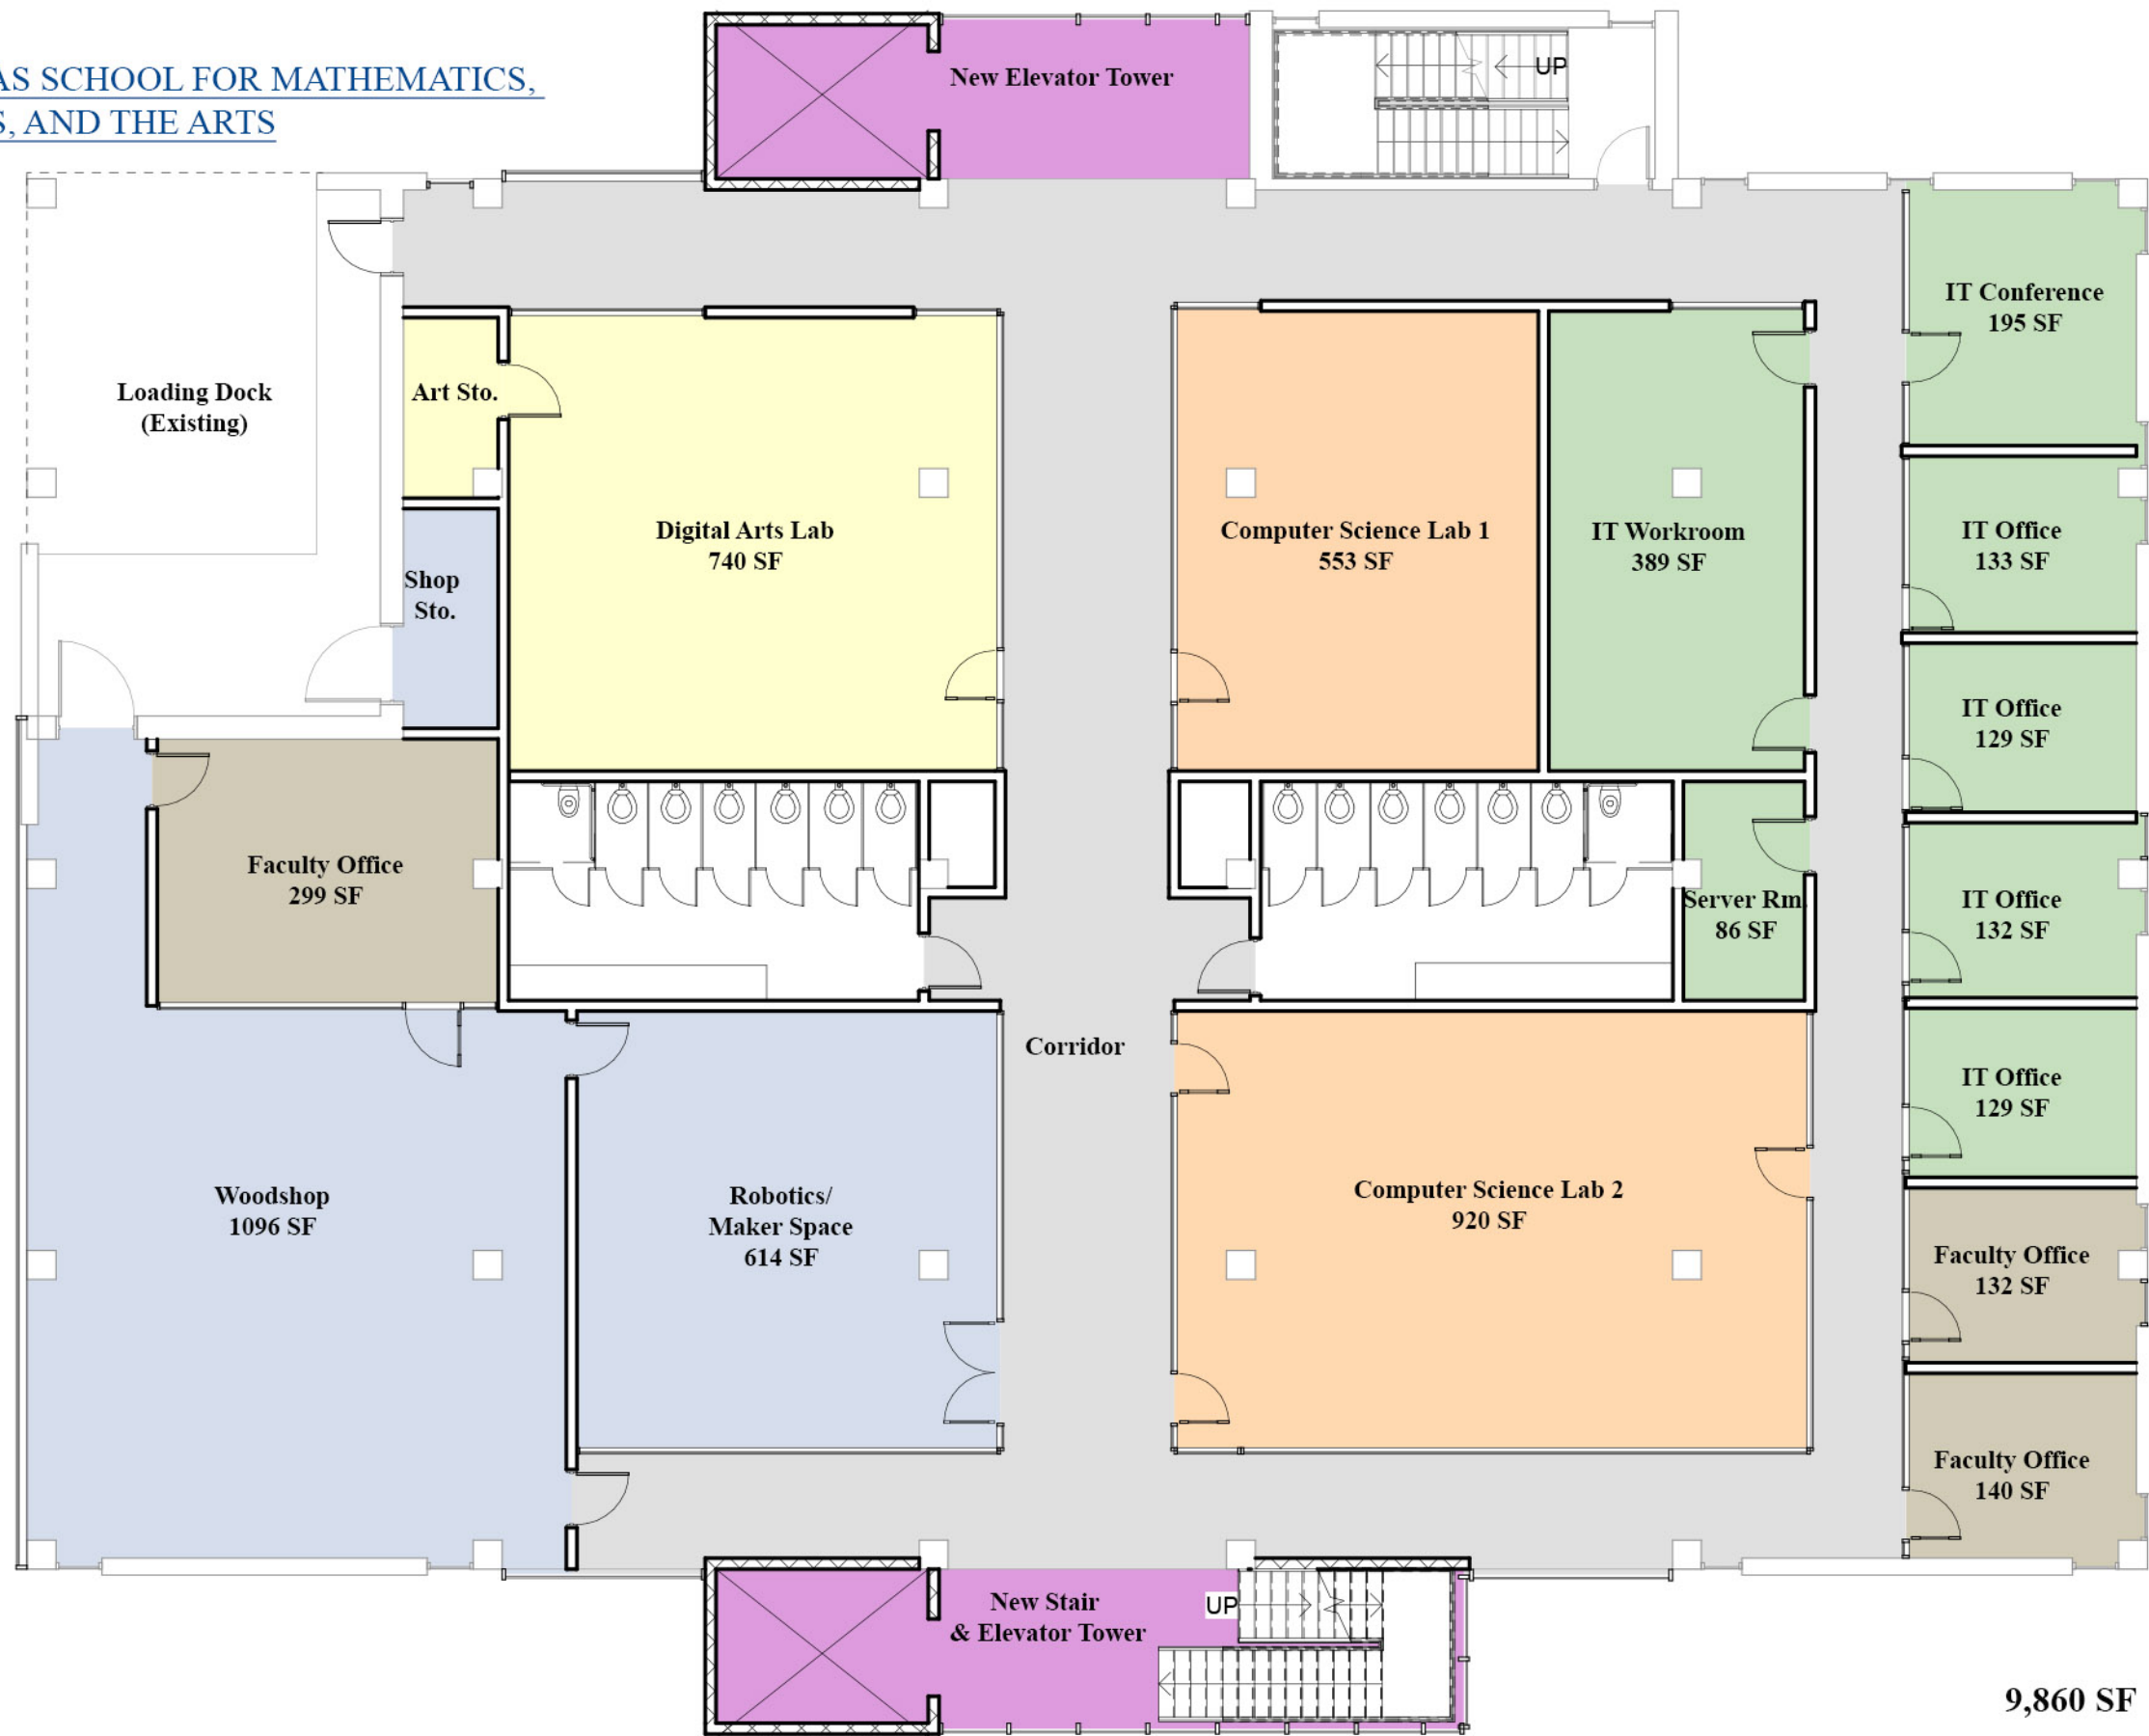 AS SCHOOL FOR MATHEMATICS,
S, AND THE ARTS
New Elevator Tower
UP
Loading Dock
(Existing)
Art Sto.
Shop
Sto.
Digital Arts Lab
740 SF
Computer Science Lab 1
553 SF
IT Workroom
389 SF
IT Conference
195 SF
IT Office
133 SF
IT Office
129 SF
Faculty Office
299 SF
Server Rm.
86 SF
IT Office
132 SF
Corridor
IT Office
129 SF
Woodshop
1096 SF
Robotics/
Maker Space
614 SF
Computer Science Lab 2
920 SF
Faculty Office
132 SF
Faculty Office
140 SF
New Stair
& Elevator Tower
UP
9,860 SF